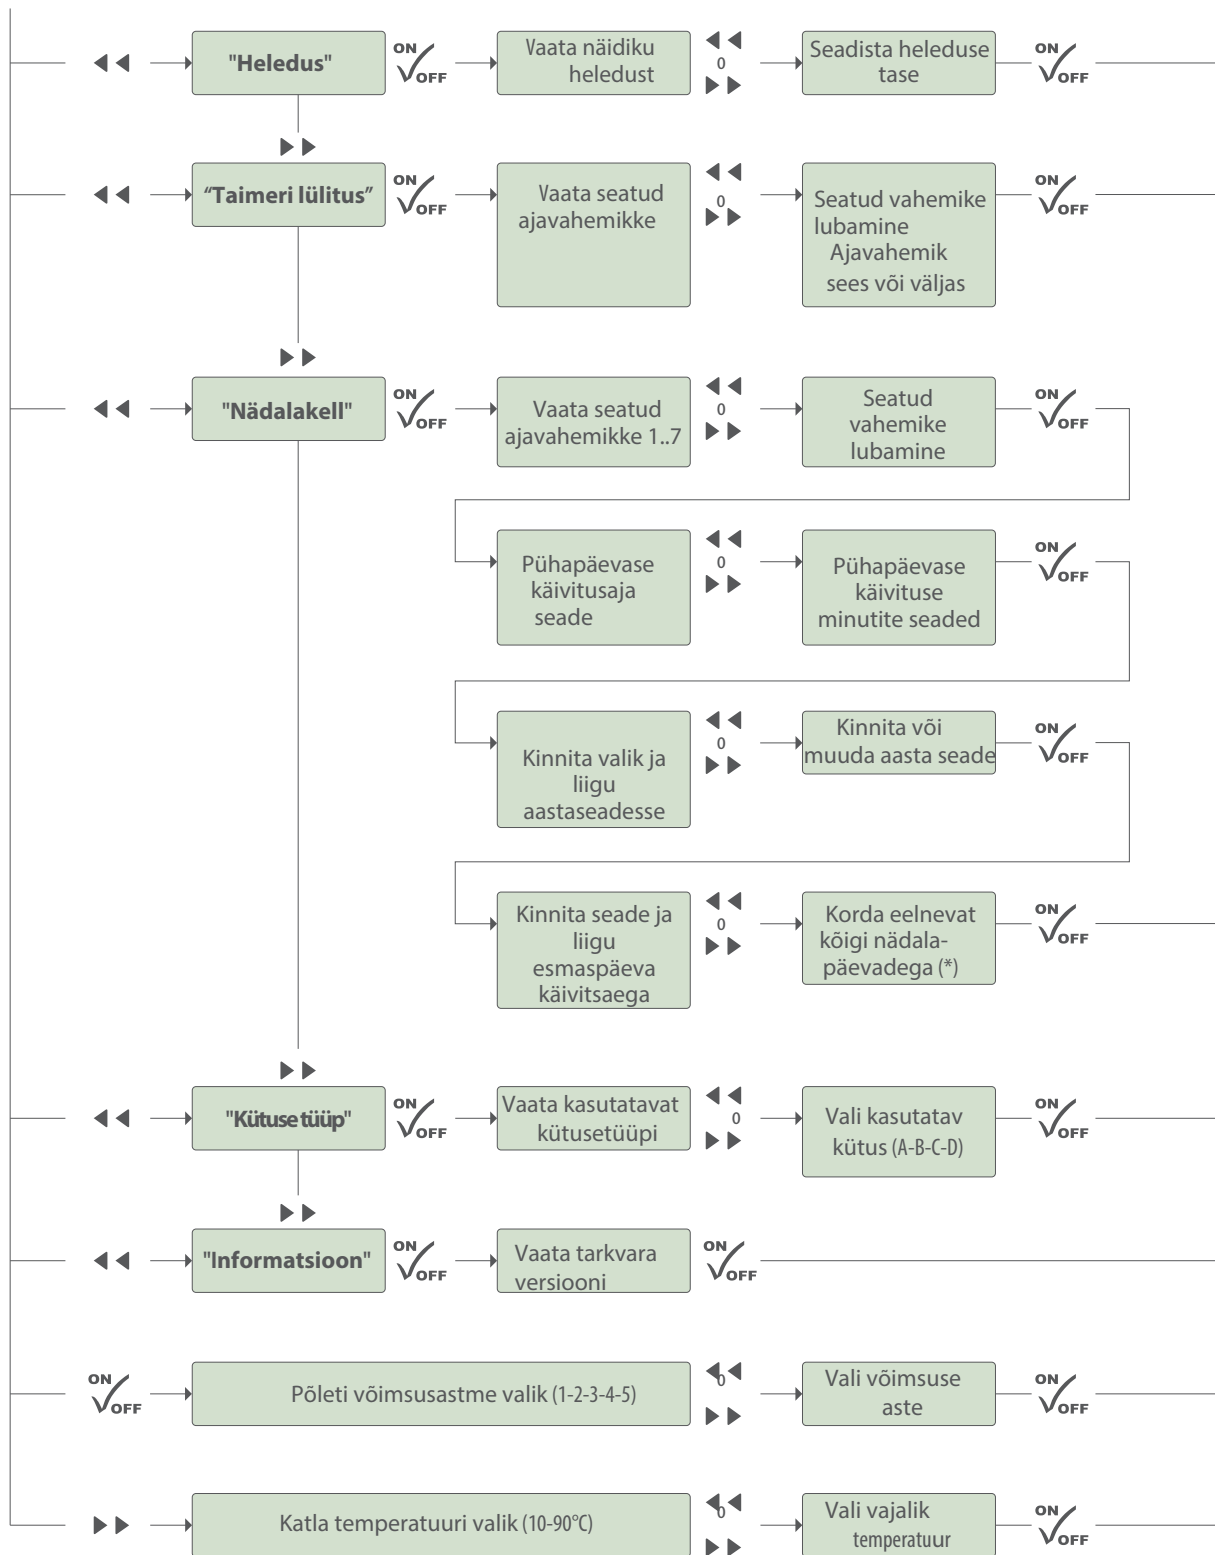 "Heledus"
ON
OFF
Vaata näidiku
heledust
0
Seadista heleduse
tase
ON
OFF
“Taimeri lülitus”
ON
OFF
Vaata seatud
ajavahemikke
0
Seatud vahemike
lubamine
Ajavahemik
sees või väljas
ON
OFF
"Nädalakell"
ON
OFF
Vaata seatud
ajavahemikke 1..7
0
Seatud
vahemike
lubamine
ON
OFF
Pühapäevase
käivitusaja
seade
0
Pühapäevase
käivituse
minutite seaded
ON
OFF
Kinnita valik ja
liigu
aastaseadesse
0
Kinnita või
muuda aasta seade
ON
OFF
Kinnita seade ja
liigu
esmaspäeva
käivitsaega
0
Korda eelnevat
kõigi nädala-
päevadega (*)
ON
OFF
"Kütuse tüüp"
ON
OFF
Vaata kasutatavat
kütusetüüpi
0
Vali kasutatav
kütus (A-B-C-D)
ON
OFF
"Informatsioon"
ON
OFF
Vaata tarkvara
versiooni
ON
OFF
ON
OFF
Põleti võimsusastme valik (1-2-3-4-5)
0
Vali võimsuse
aste
ON
OFF
Katla temperatuuri valik (10-90°C)
0
Vali vajalik
temperatuur
ON
OFF